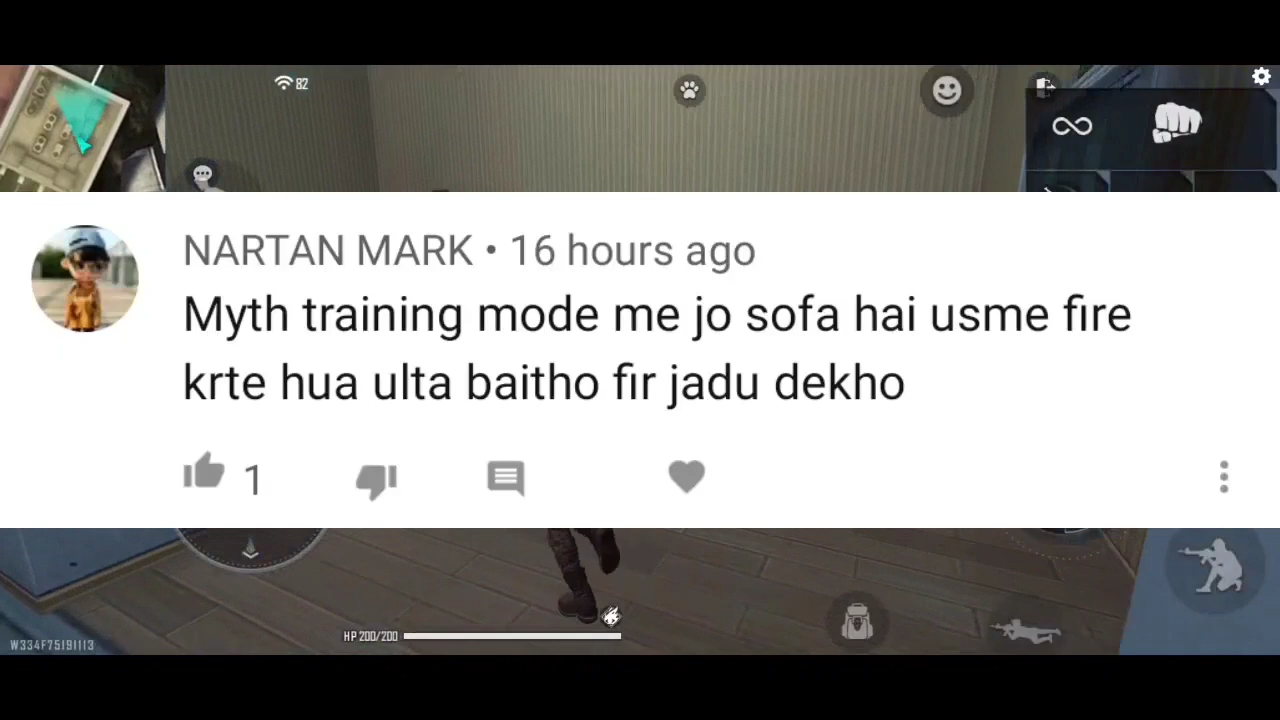 82
NARTAN MARK • 16 hours ago
Myth training mode me jo sofa hai usme fire
krte hua ulta baitho fir jadu dekho
1
HP 200/200
W334F75191113